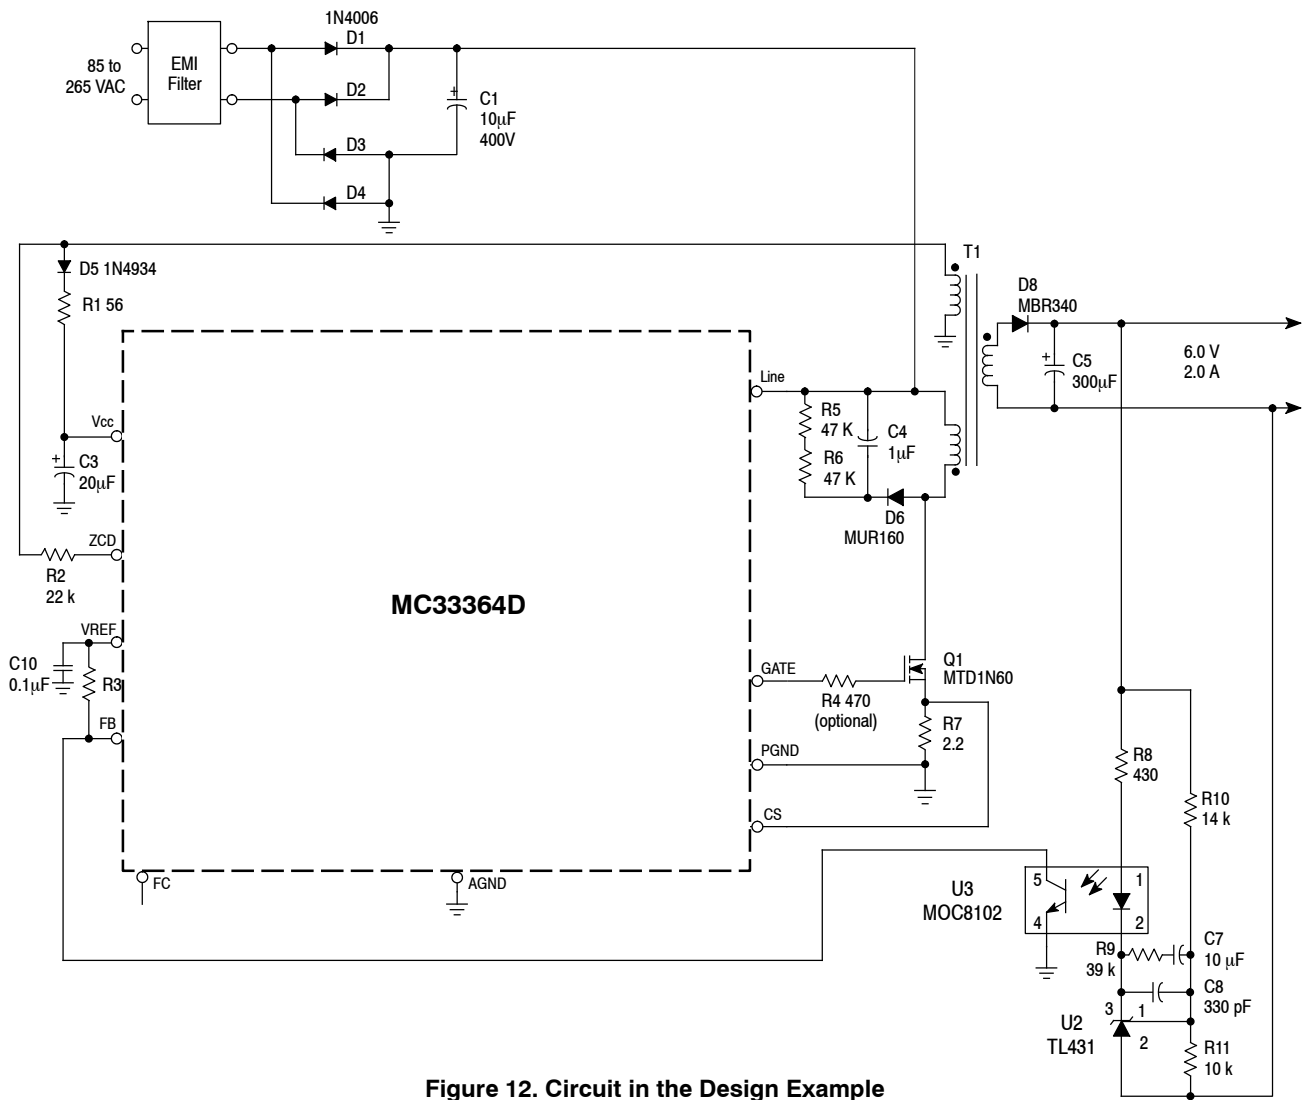 1N4006
D1
85 to
265 VAC
EMI
Filter
D2
+
C1
10µF
400V
D3
D4
D5 1N4934
T1
R1 56
D8
MBR340
+
C5
300µF
6.0 V
2.0 A
Line
R5
47 K
C4
1µF
R6
47 K
D6
MUR160
Vcc
+
C3
20µF
ZCD
R2
22 k
MC33364D
VREF
C10
0.1µF
R3
FB
GATE
R4 470
(optional)
Q1
MTD1N60
R7
2.2
PGND
CS
R8
430
R10
14 k
FC
AGND
U3
MOC8102
5
4
1
2
R9
39 k
C7
10 µF
C8
330 pF
3
1
2
U2
TL431
R11
10 k
Figure 12. Circuit in the Design Example